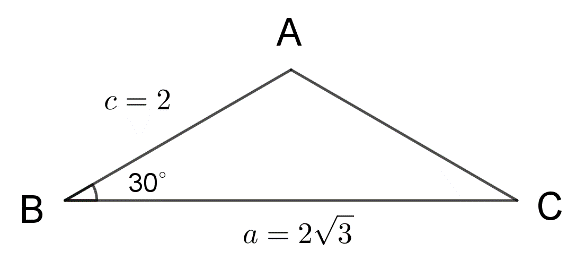 A
c = 2
30°
B
C
a = 2√3